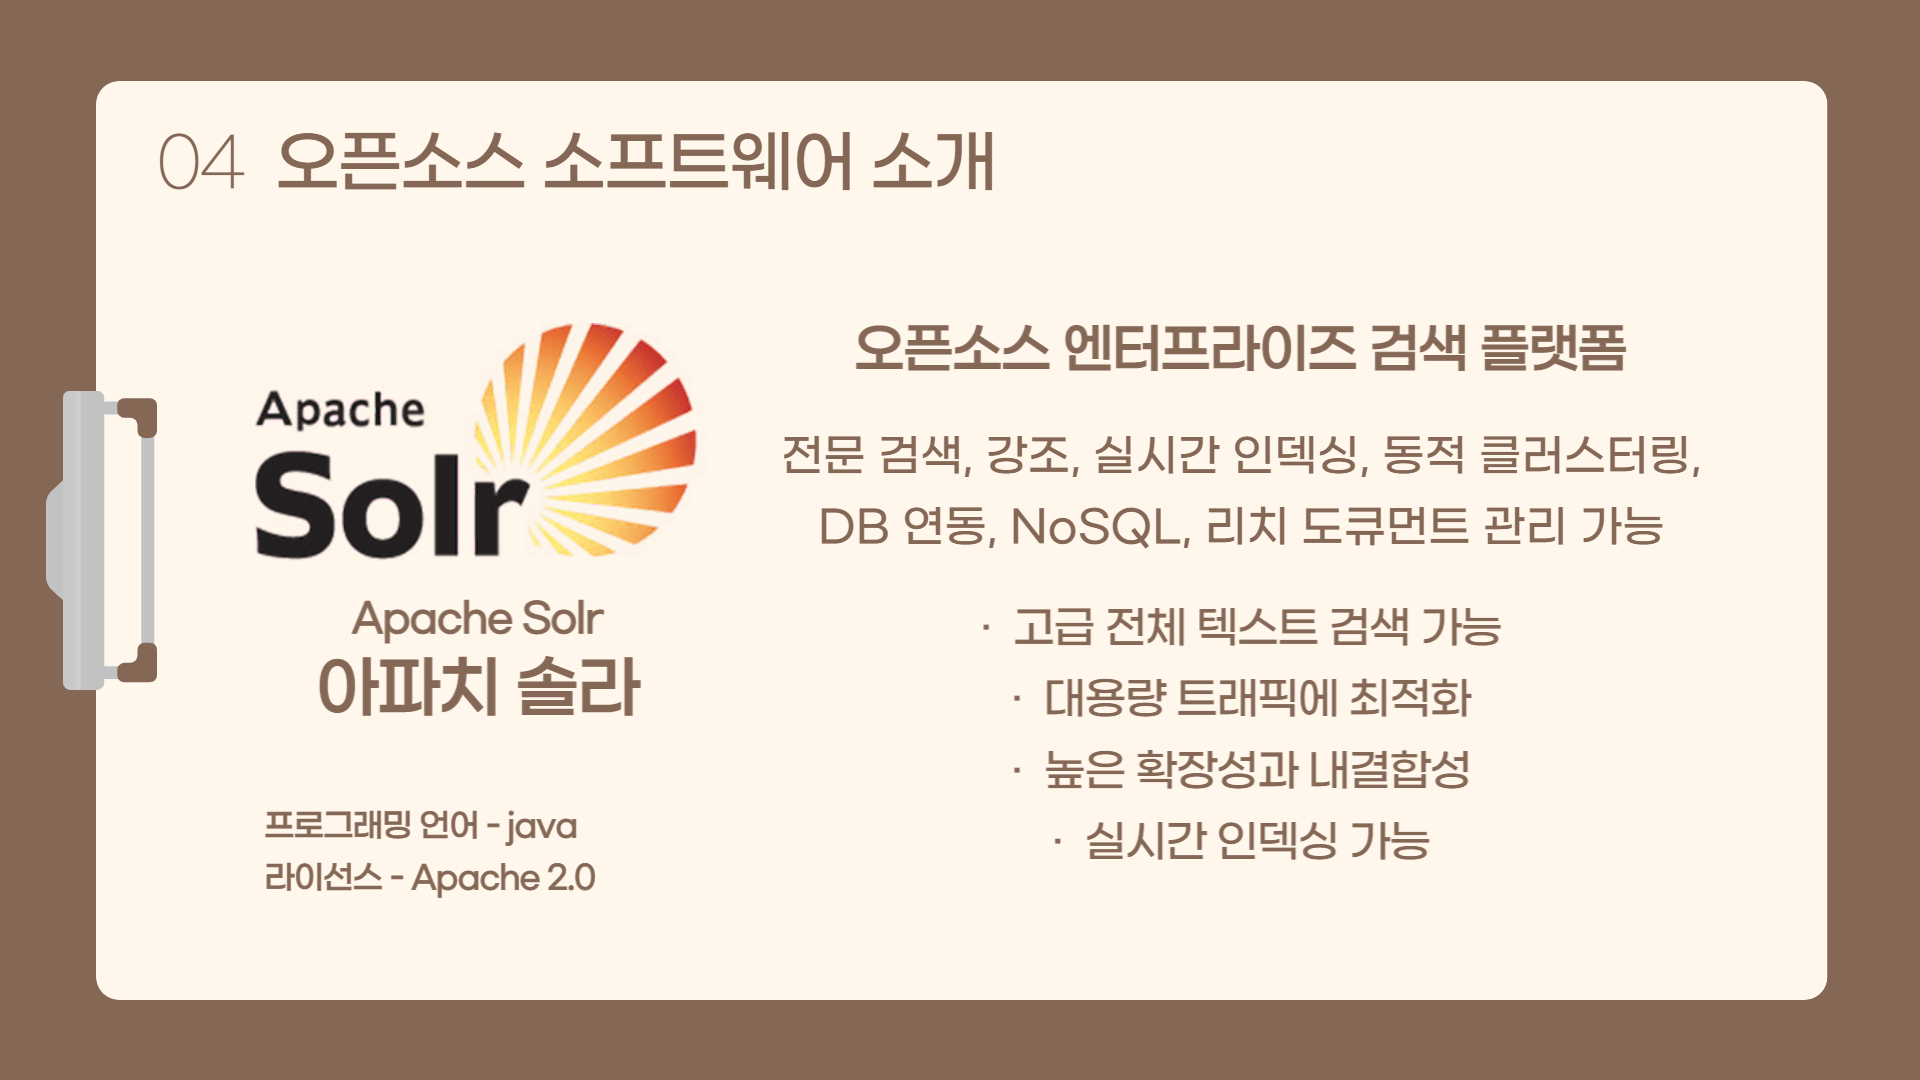 04 오픈소스 소프트웨어 소개
Apache
Solr
Apache Solr
아파치 솔라
프로그래밍 언어 - java
라이선스 - Apache 2.0
오픈소스 엔터프라이즈 검색 플랫폼
전문 검색, 강조, 실시간 인덱싱, 동적 클러스터링,
DB 연동, NoSQL, 리치 도큐먼트 관리 가능
· 고급 전체 텍스트 검색 가능
· 대용량 트래픽에 최적화
· 높은 확장성과 내결합성
· 실시간 인덱싱 가능